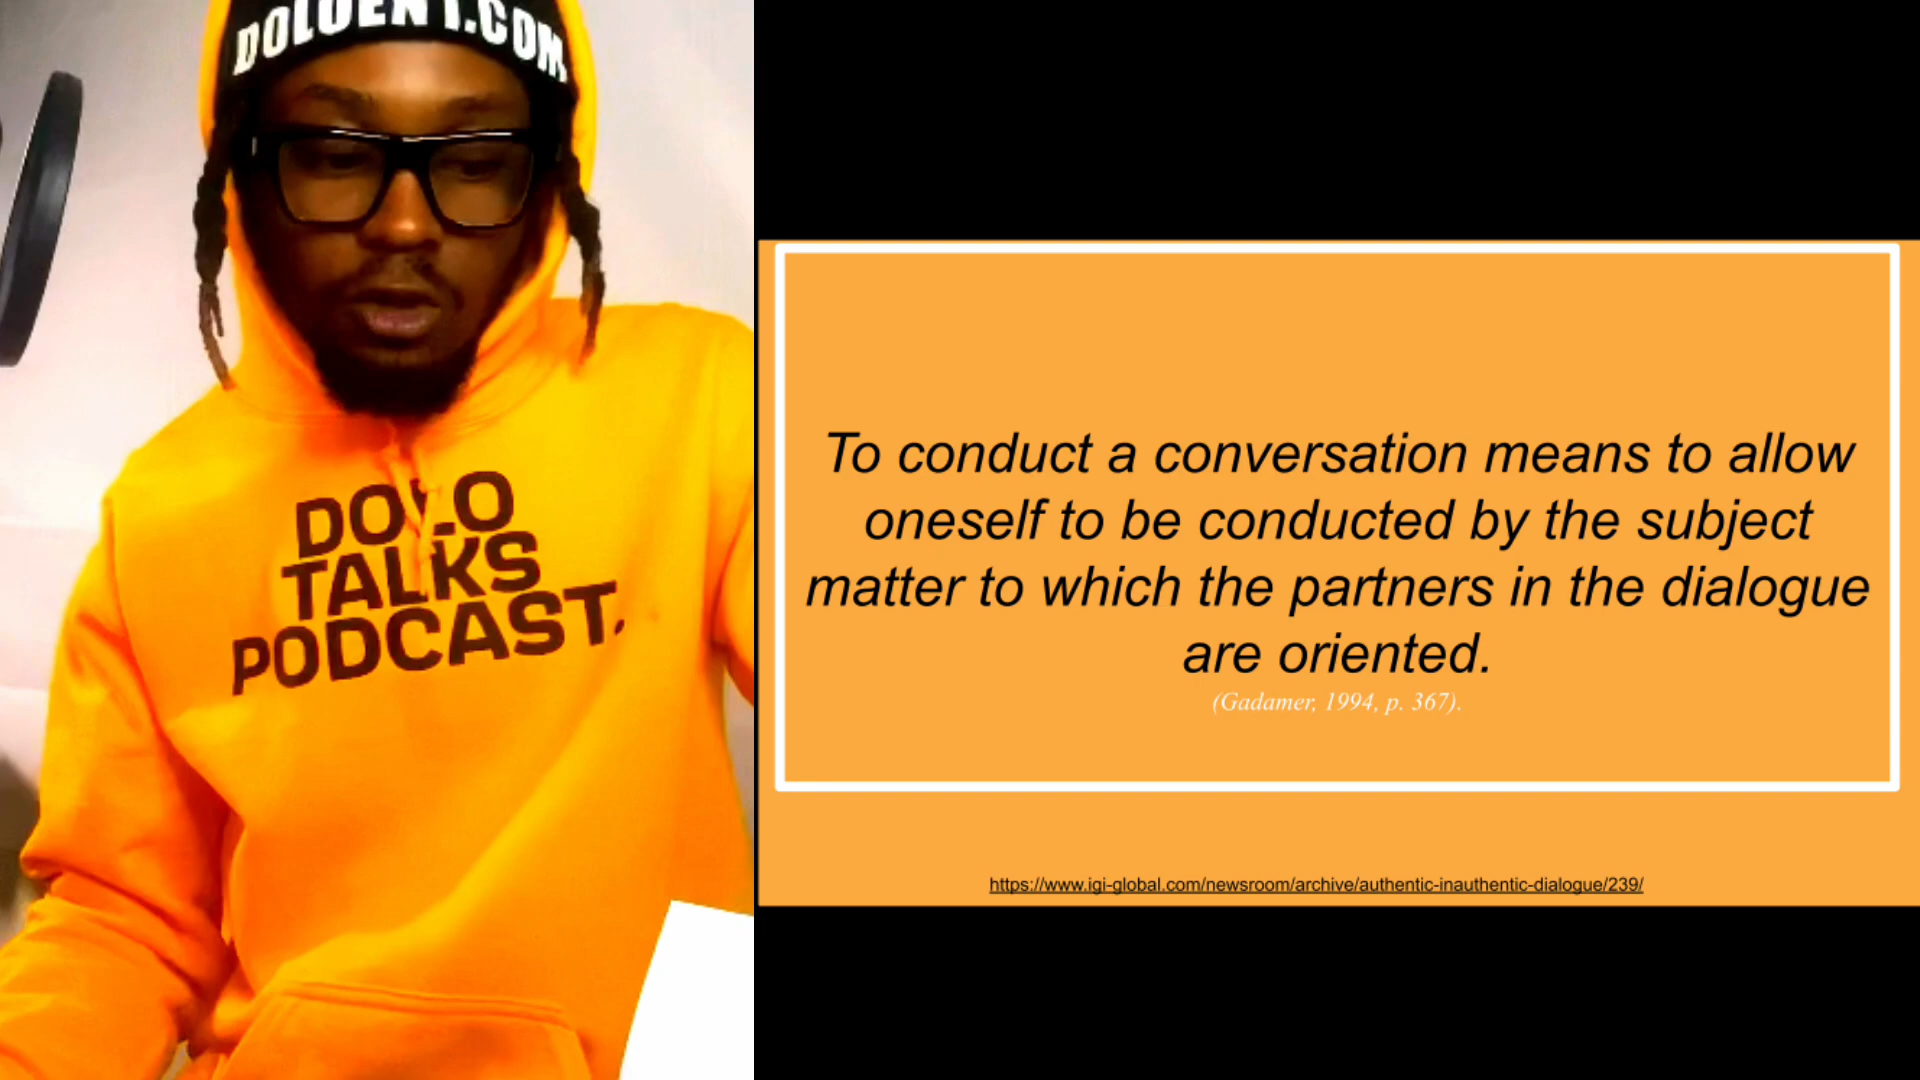 DOLOENT.COM
DOLO
TALKS
PODCAST.
To conduct a conversation means to allow
oneself to be conducted by the subject
matter to which the partners in the dialogue
are oriented.
(Gadamer, 1994, p. 367).
https://www.igi-global.com/newsroom/archive/authentic-inauthentic-dialogue/239/